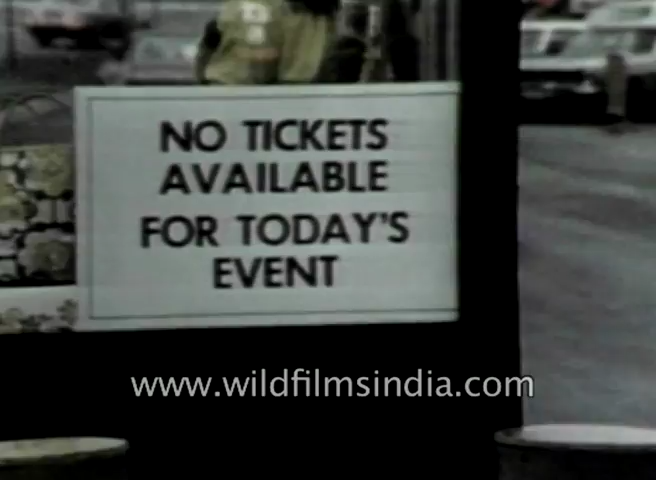 NO TICKETS
AVAILABLE
FOR TODAY'S
EVENT
www.wildfilmsindia.com